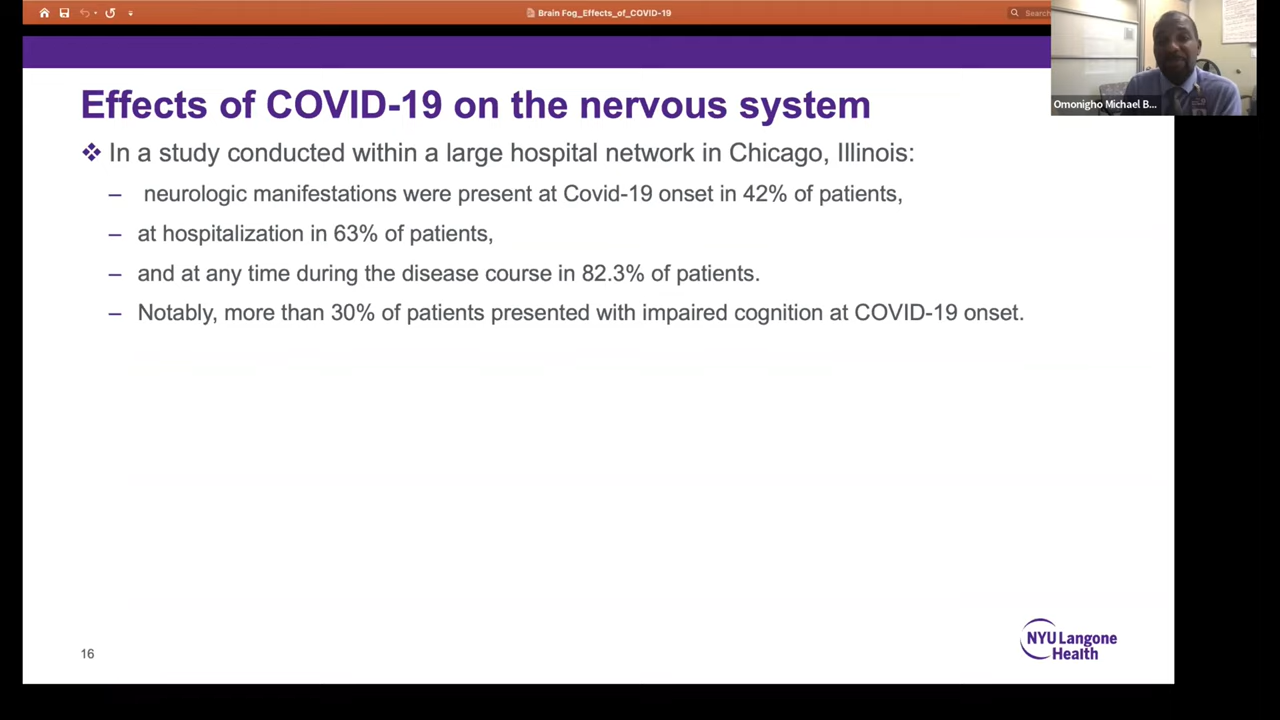 Brain Fog_Effects_of_COVID-19
Search
Omonigho Michael B...
Effects of COVID-19 on the nervous system
❖ In a study conducted within a large hospital network in Chicago, Illinois:
– neurologic manifestations were present at Covid-19 onset in 42% of patients,
– at hospitalization in 63% of patients,
– and at any time during the disease course in 82.3% of patients.
– Notably, more than 30% of patients presented with impaired cognition at COVID-19 onset.
16
NYU Langone
Health